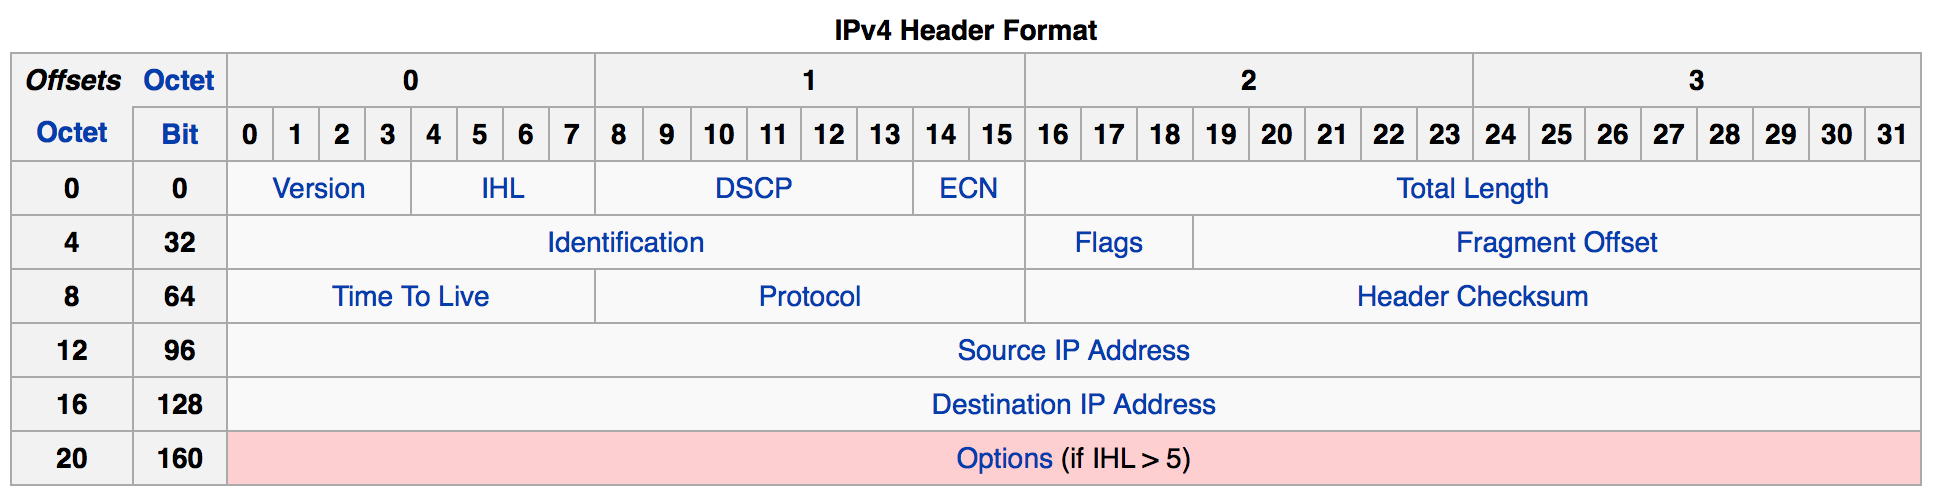 IPv4 Header Format
Offsets Octet 0 1 2 3
Octet Bit 0 1 2 3 4 5 6 7 8 9 10 11 12 13 14 15 16 17 18 19 20 21 22 23 24 25 26 27 28 29 30 31
0 0 Version IHL DSCP ECN Total Length
4 32 Identification Flags Fragment Offset
8 64 Time To Live Protocol Header Checksum
12 96 Source IP Address
16 128 Destination IP Address
20 160 Options (if IHL > 5)